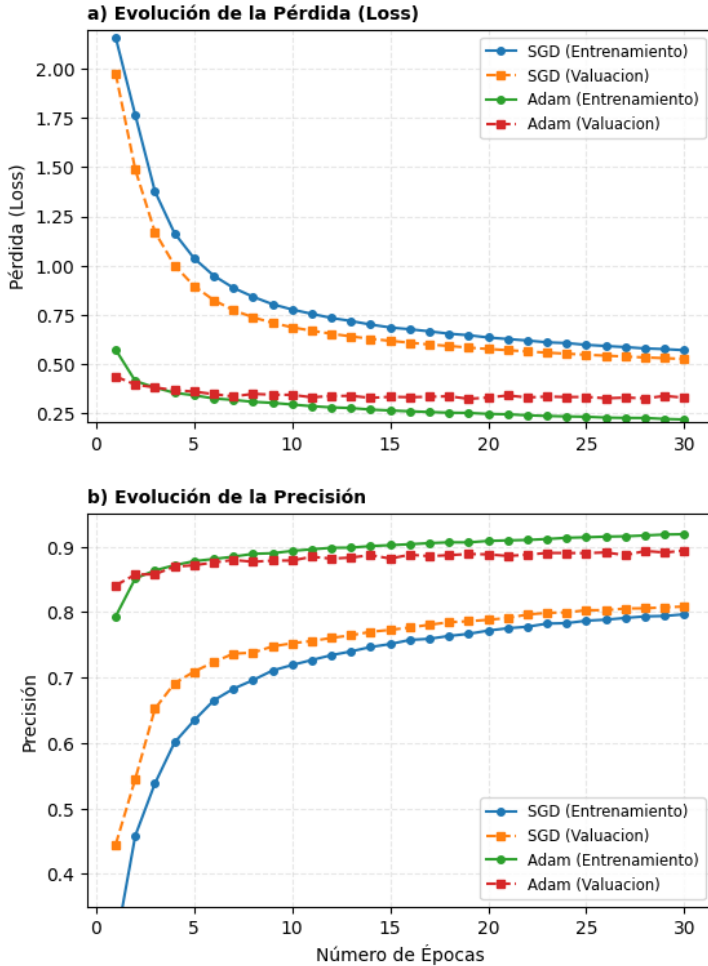 a) Evolución de la Pérdida (Loss)
Pérdida (Loss)
2.00
1.75
1.50
1.25
1.00
0.75
0.50
0.25
SGD (Entrenamiento)
SGD (Valuacion)
Adam (Entrenamiento)
Adam (Valuacion)
0 5 10 15 20 25 30
b) Evolución de la Precisión
Precisión
0.9
0.8
0.7
0.6
0.5
0.4
SGD (Entrenamiento)
SGD (Valuacion)
Adam (Entrenamiento)
Adam (Valuacion)
0 5 10 15 20 25 30
Número de Épocas